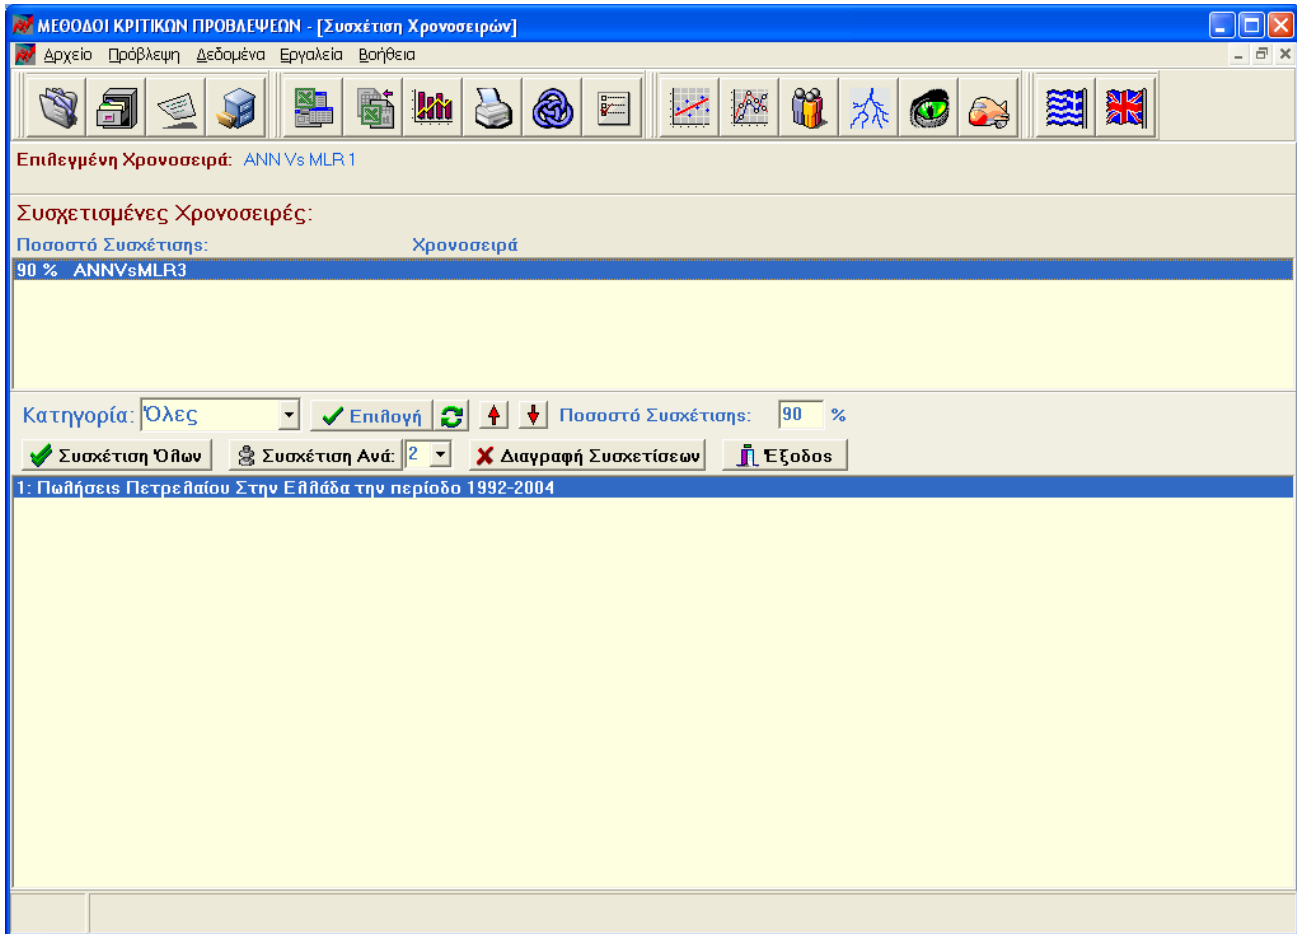 ΜΕΘΟΔΟΙ ΚΡΙΤΙΚΩΝ ΠΡΟΒΛΕΨΕΩΝ - [Συσχέτιση Χρονοσειρών]
Αρχείο Πρόβλεψη Δεδομένα Εργαλεία Βοήθεια
Επιλεγμένη Χρονοσειρά: ANN Vs MLR 1
Συσχετισμένες Χρονοσειρές:
Ποσοστό Συσχέτισης: Χρονοσειρά
90 % ANNVsMLR3
Κατηγορία: Όλες Επιλογή Ποσοστό Συσχέτισης: 90 %
Συσχέτιση Όλων Συσχέτιση Ανά: 2 Διαγραφή Συσχετίσεων Έξοδος
1: Πωλήσεις Πετρελαίου Στην Ελλάδα την περίοδο 1992-2004